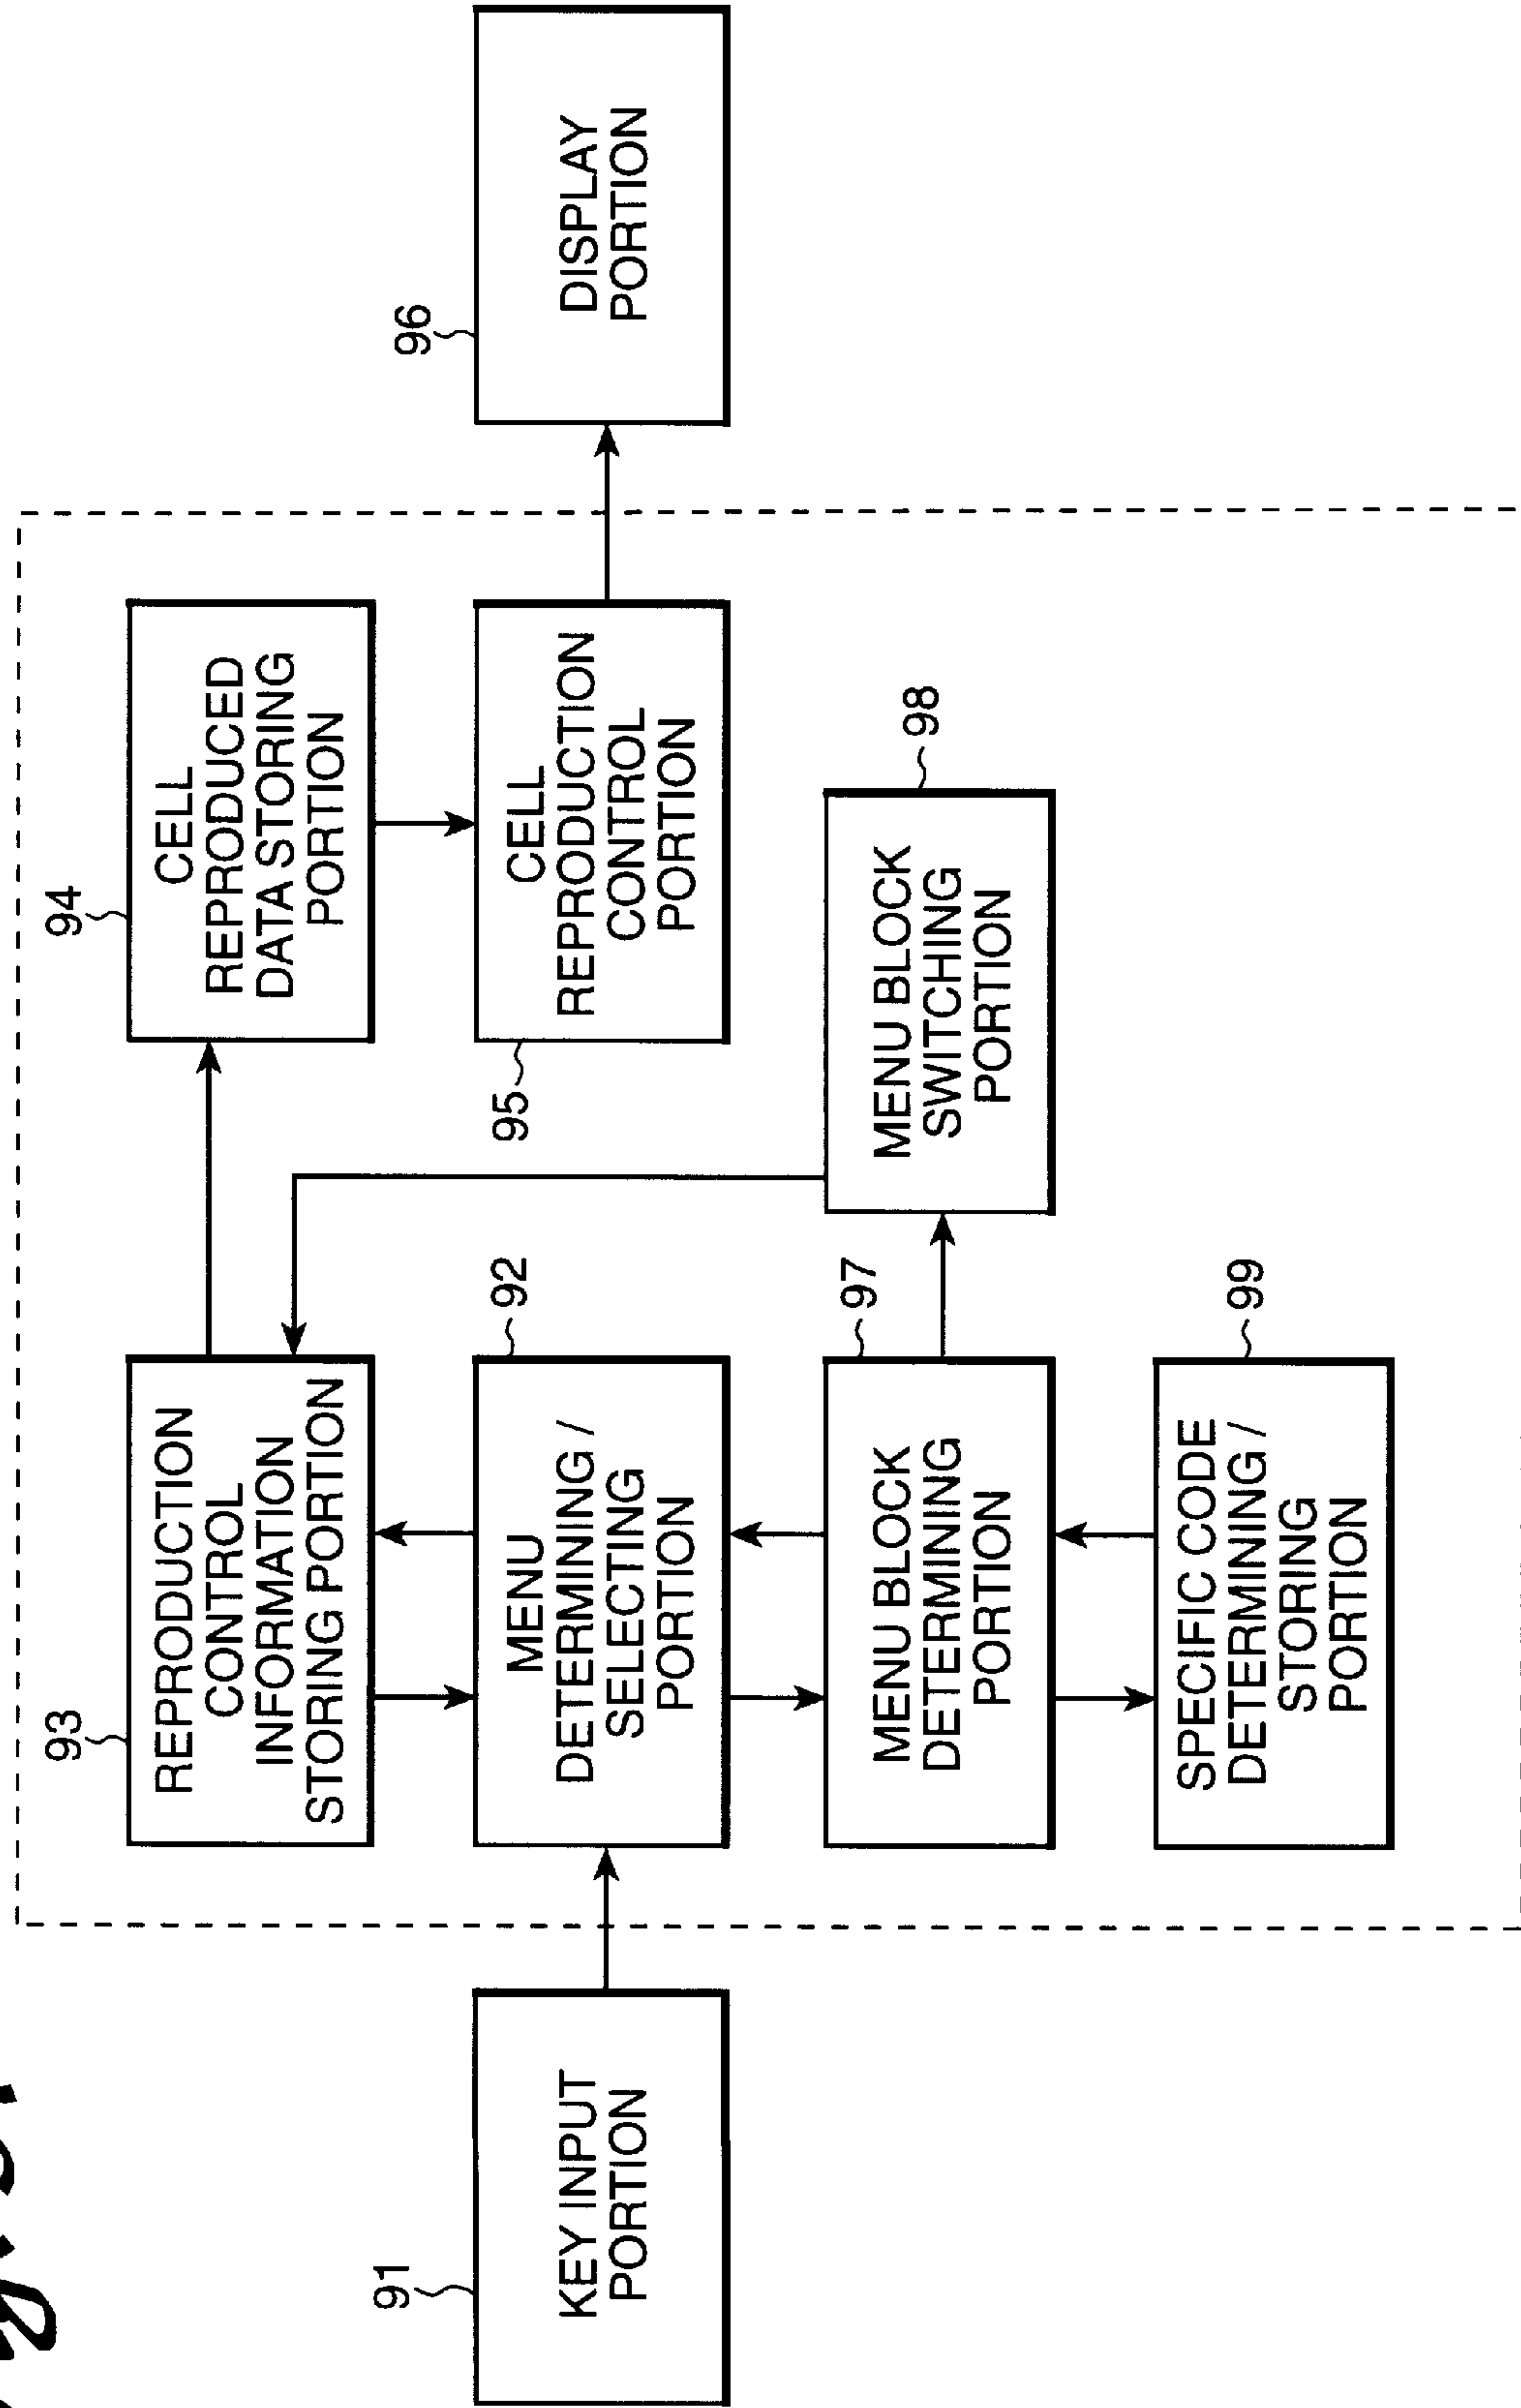 93
REPRODUCTION
CONTROL
INFORMATION
STORING PORTION
94
CELL
REPRODUCED
DATA STORING
PORTION
91
KEY INPUT
PORTION
92
MENU
DETERMINING /
SELECTING
PORTION
95
CELL
REPRODUCTION
CONTROL
PORTION
96
DISPLAY
PORTION
97
MENU BLOCK
DETERMINING
PORTION
98
MENU BLOCK
SWITCHING
PORTION
99
SPECIFIC CODE
DETERMINING /
STORING
PORTION